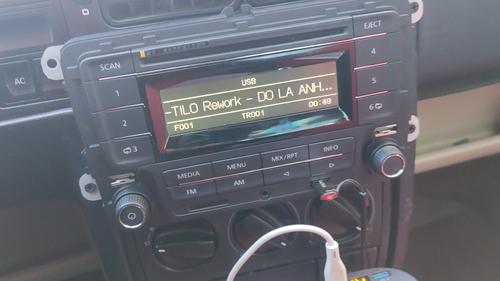 SCAN
EJECT
AC
1
2
3
4
5
6
USB
-TILO Rework - DO LA ANH...
00:49
F001
TR001
MEDIA
MENU
MIX/RPT
INFO
FM
AM